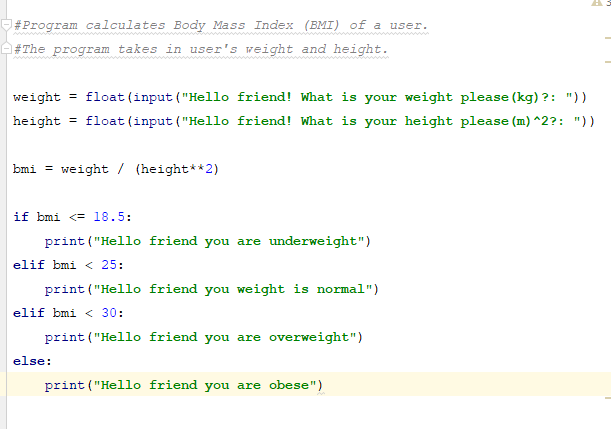 #Program calculates Body Mass Index (BMI) of a user.
#The program takes in user's weight and height.
weight = float(input("Hello friend! What is your weight please(kg)?: "))
height = float(input("Hello friend! What is your height please(m)^2?: "))
bmi = weight / (height**2)
if bmi <= 18.5:
    print("Hello friend you are underweight")
elif bmi < 25:
    print("Hello friend you weight is normal")
elif bmi < 30:
    print("Hello friend you are overweight")
else:
    print("Hello friend you are obese")